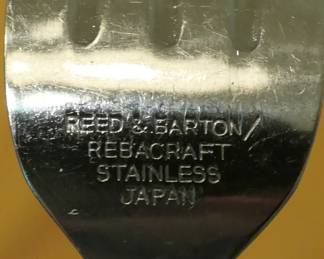 REED & BARTON/
REBACRAFT
STAINLESS
JAPAN